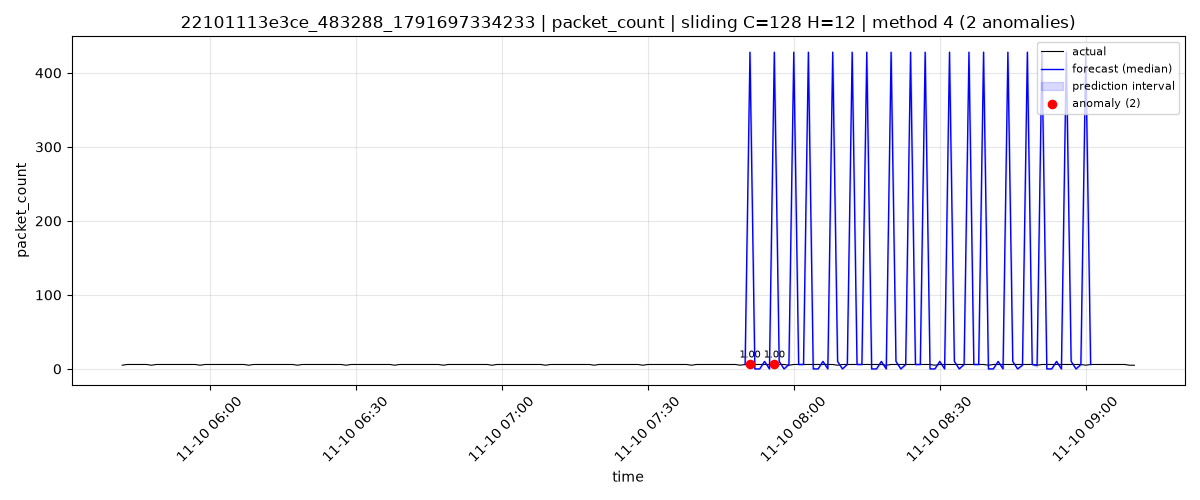 22101113e3ce_483288_1791697334233 | packet_count | sliding C=128 H=12 | method 4 (2 anomalies)
actual
forecast (median)
prediction interval
anomaly (2)
packet_count
400
300
200
100
0
1.00 1.00
11-10 06:00
11-10 06:30
11-10 07:00
11-10 07:30
11-10 08:00
11-10 08:30
11-10 09:00
time